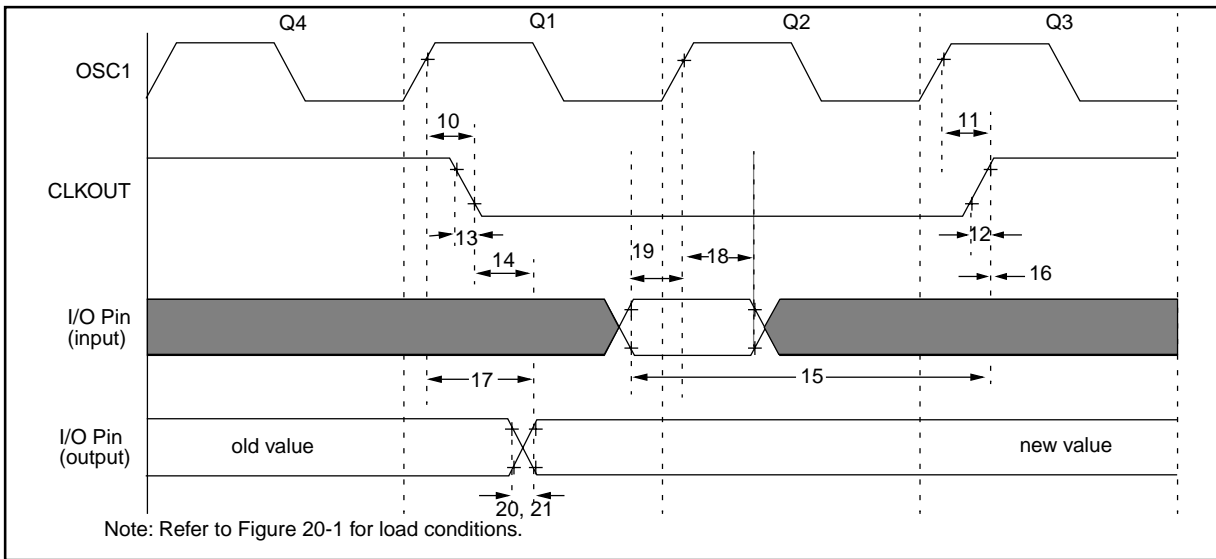 Q4 Q1 Q2 Q3
OSC1
10 11
CLKOUT
13 12
14 19 18 16
I/O Pin
(input)
17 15
I/O Pin
(output)
old value new value
20, 21
Note: Refer to Figure 20-1 for load conditions.